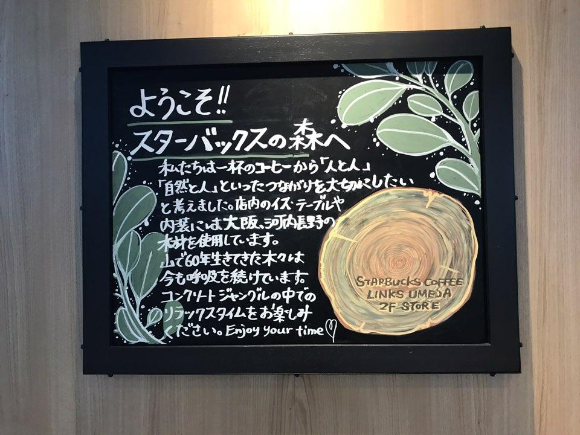 ようこそ!!
スターバックスの森へ
私たちは一杯のコーヒーから「人と人」
「自然と人」といったつながりを大切にしたい
と考えました。店内のイス・テーブルや
内装には大阪、河内長野の
木材を使用しています。
山で60年生きてきた木々は
今も呼吸を続けています。
コンクリートジャングルの中での
リラックスタイムをお楽しみ
ください。Enjoy your time♡
STARBUCKS COFFEE
LINKS UMEDA
2F STORE